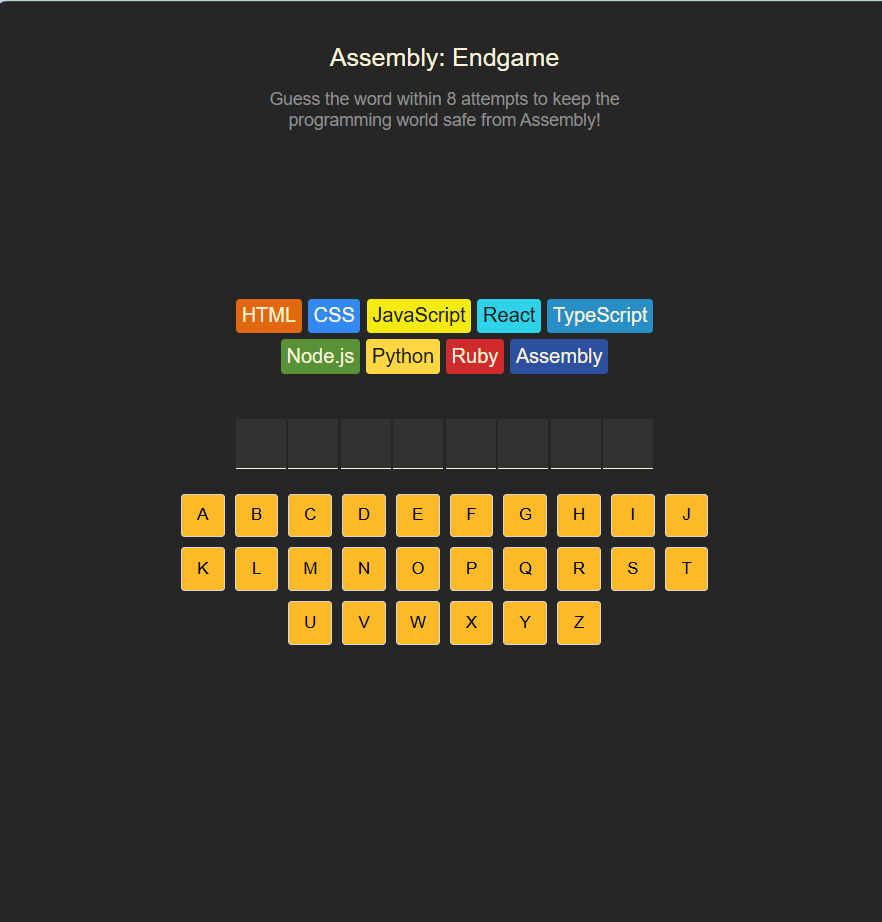 Assembly: Endgame
Guess the word within 8 attempts to keep the
programming world safe from Assembly!
HTML CSS JavaScript React TypeScript
Node.js Python Ruby Assembly
A B C D E F G H I J
K L M N O P Q R S T
U V W X Y Z